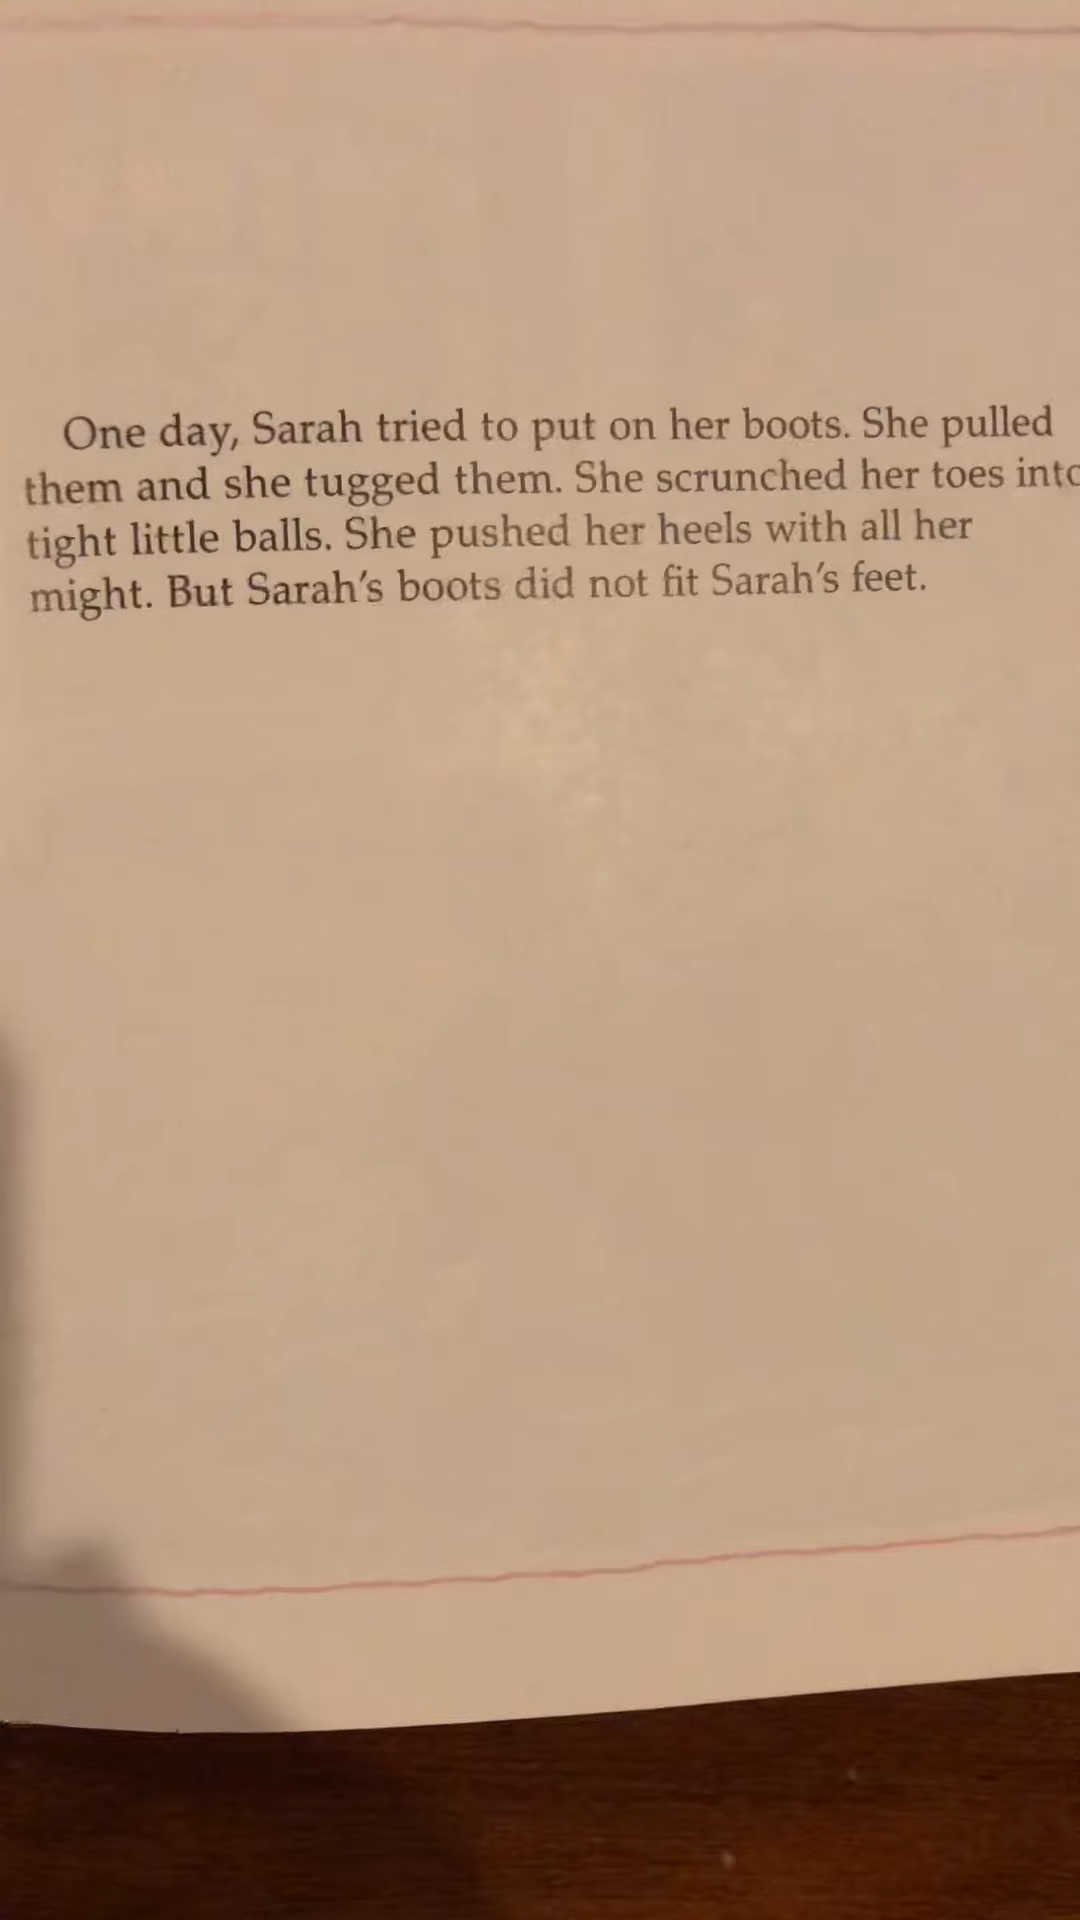 One day, Sarah tried to put on her boots. She pulled
them and she tugged them. She scrunched her toes into
tight little balls. She pushed her heels with all her
might. But Sarah's boots did not fit Sarah's feet.